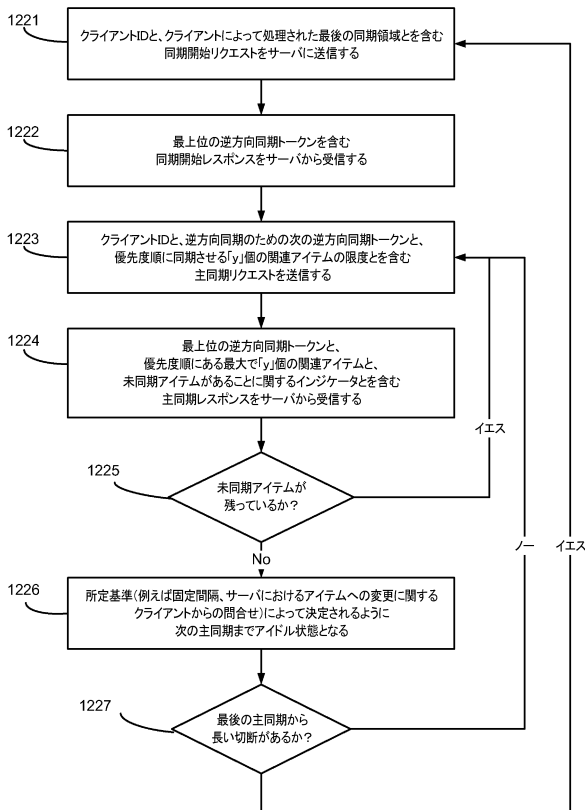 1221
クライアントIDと、クライアントによって処理された最後の同期領域とを含む
同期開始リクエストをサーバに送信する
1222
最上位の逆方向同期トークンを含む
同期開始レスポンスをサーバから受信する
1223
クライアントIDと、逆方向同期のための次の逆方向同期トークンと、
優先度順に同期させる「y」個の関連アイテムの限度とを含む
主同期リクエストを送信する
1224
最上位の逆方向同期トークンと、
優先度順にある最大で「y」個の関連アイテムと、
未同期アイテムがあることに関するインジケータとを含む
主同期レスポンスをサーバから受信する
イエス
1225
未同期アイテムが
残っているか？
ノー
イエス
No
1226
所定基準（例えば固定間隔、サーバにおけるアイテムへの変更に関する
クライアントからの問合せ）によって決定されるように
次の主同期までアイドル状態となる
1227
最後の主同期から
長い切断があるか？